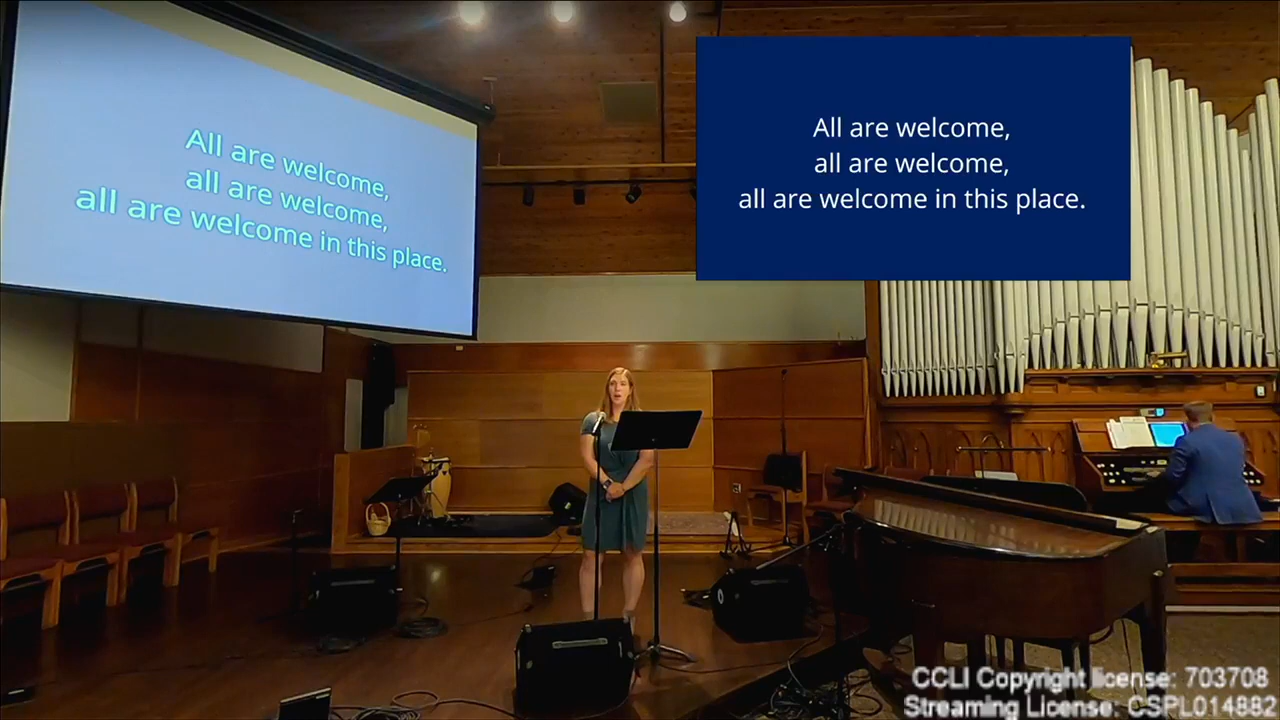 All are welcome,
all are welcome,
all are welcome in this place.
All are welcome,
all are welcome,
all are welcome in this place.
CCLI Copyright license: 703708
Streaming License: CSPL014882